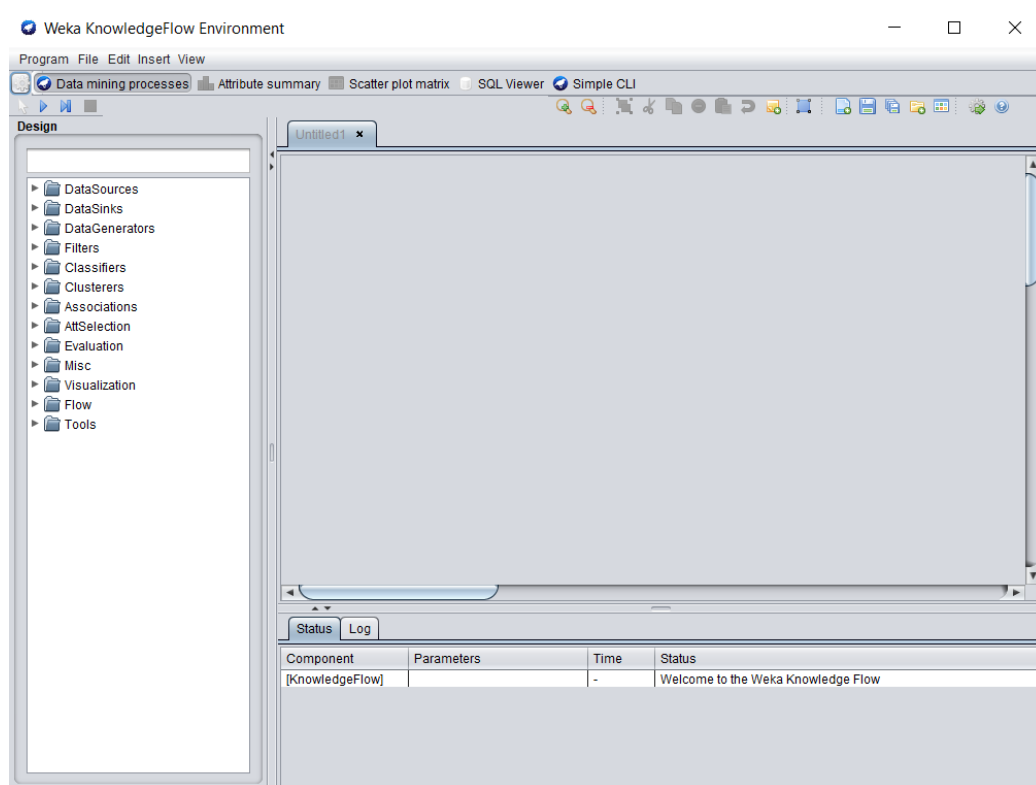 Weka KnowledgeFlow Environment
Program File Edit Insert View
Data mining processes Attribute summary Scatter plot matrix SQL Viewer Simple CLI
Design
Untitled1
DataSources
DataSinks
DataGenerators
Filters
Classifiers
Clusterers
Associations
AttSelection
Evaluation
Misc
Visualization
Flow
Tools
Status Log
Component Parameters Time Status
[KnowledgeFlow] - Welcome to the Weka Knowledge Flow